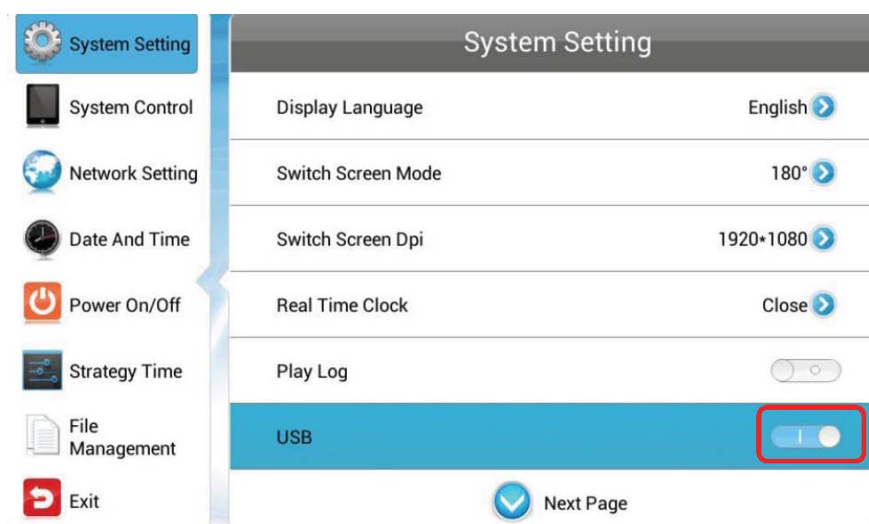 System Setting
System Control
Network Setting
Date And Time
Power On/Off
Strategy Time
File
Management
Exit
System Setting
Display Language English
Switch Screen Mode 180°
Switch Screen Dpi 1920*1080
Real Time Clock Close
Play Log
USB
Next Page